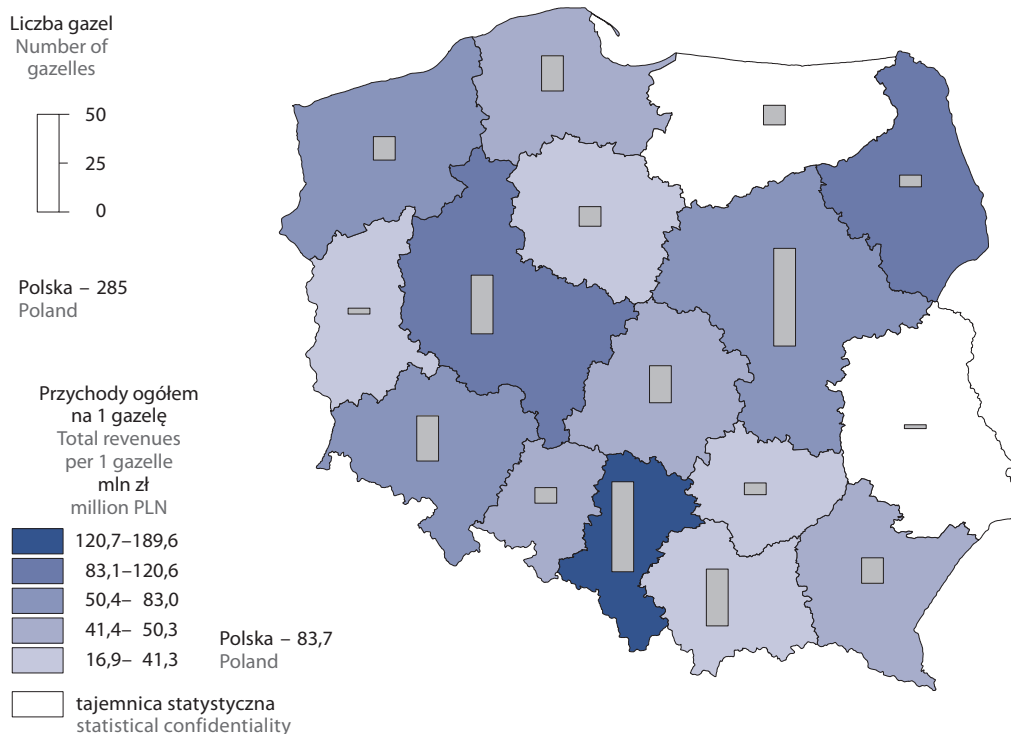 Liczba gazel
Number of
gazelles
50
25
0
Polska – 285
Poland
Przychody ogółem
na 1 gazelę
Total revenues
per 1 gazelle
mln zł
million PLN
120,7–189,6
83,1–120,6
50,4– 83,0
41,4– 50,3
16,9– 41,3
Polska – 83,7
Poland
tajemnica statystyczna
statistical confidentiality